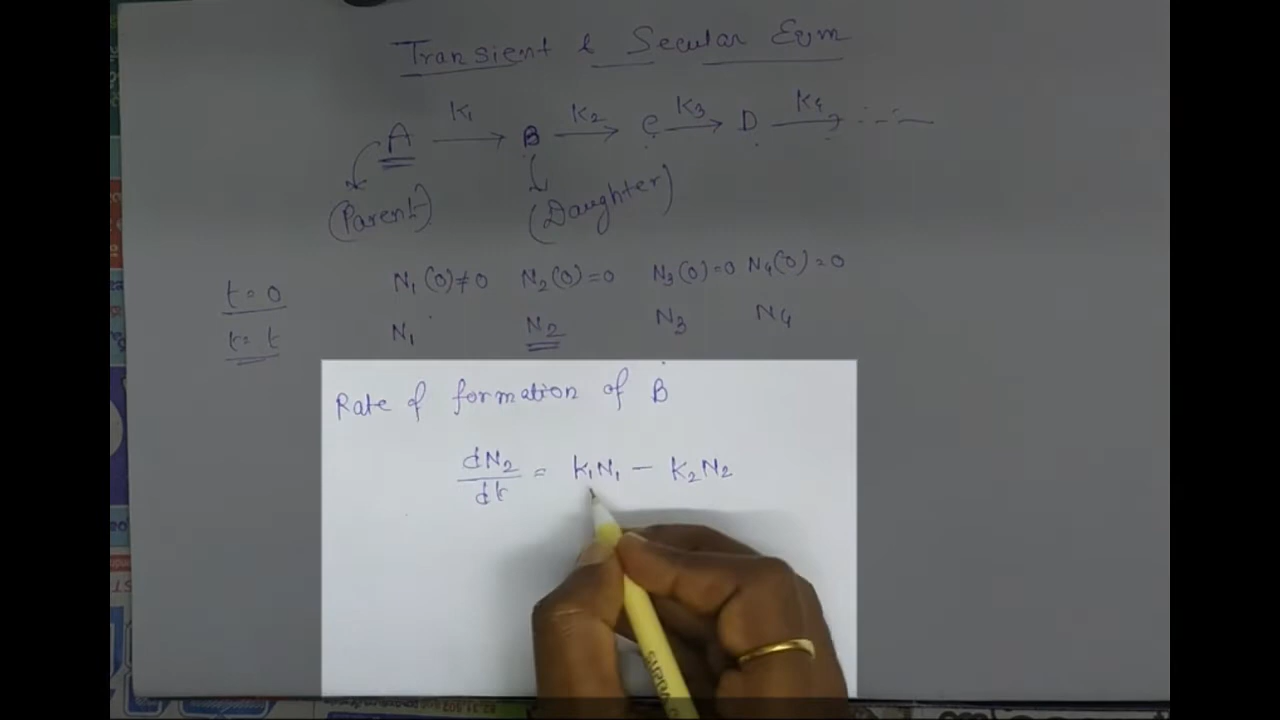 Transient & Secular Eqm
K₁ K₂ K₃ K₄
A → B → C → D → ......
(Parent) (Daughter)
t = 0 N₁(0)≠0 N₂(0)=0 N₃(0)=0 N₄(0)=0
t = t N₁ N₂ N₃ N₄
Rate of formation of B
dN₂/dt = K₁N₁ − K₂N₂